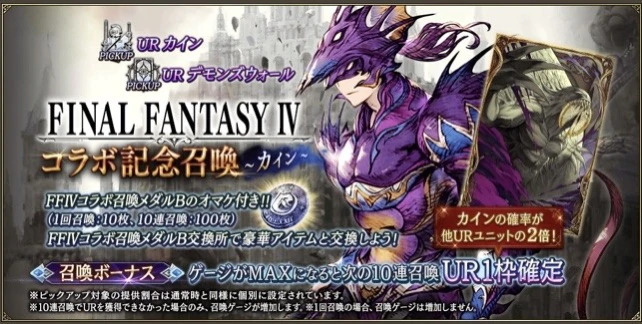 PICKUP
UR カイン
PICKUP
UR デモンズウォール
FINAL FANTASY IV
コラボ記念召喚 ~カイン~
FFIVコラボ召喚メダルBのオマケ付き!!
(1回召喚:10枚、10連召喚:100枚)
FFIVコラボ召喚メダルB交換所で豪華アイテムと交換しよう!
カインの確率が
他URユニットの2倍!
召喚ボーナス
ゲージがMAXになると次の10連召喚 UR1枠確定
※ピックアップ対象の提供割合は通常時と同様に個別に設定されています。
※10連召喚でURを獲得できなかった場合のみ、召喚ゲージが増加します。※1回召喚の場合、召喚ゲージは増加しません。